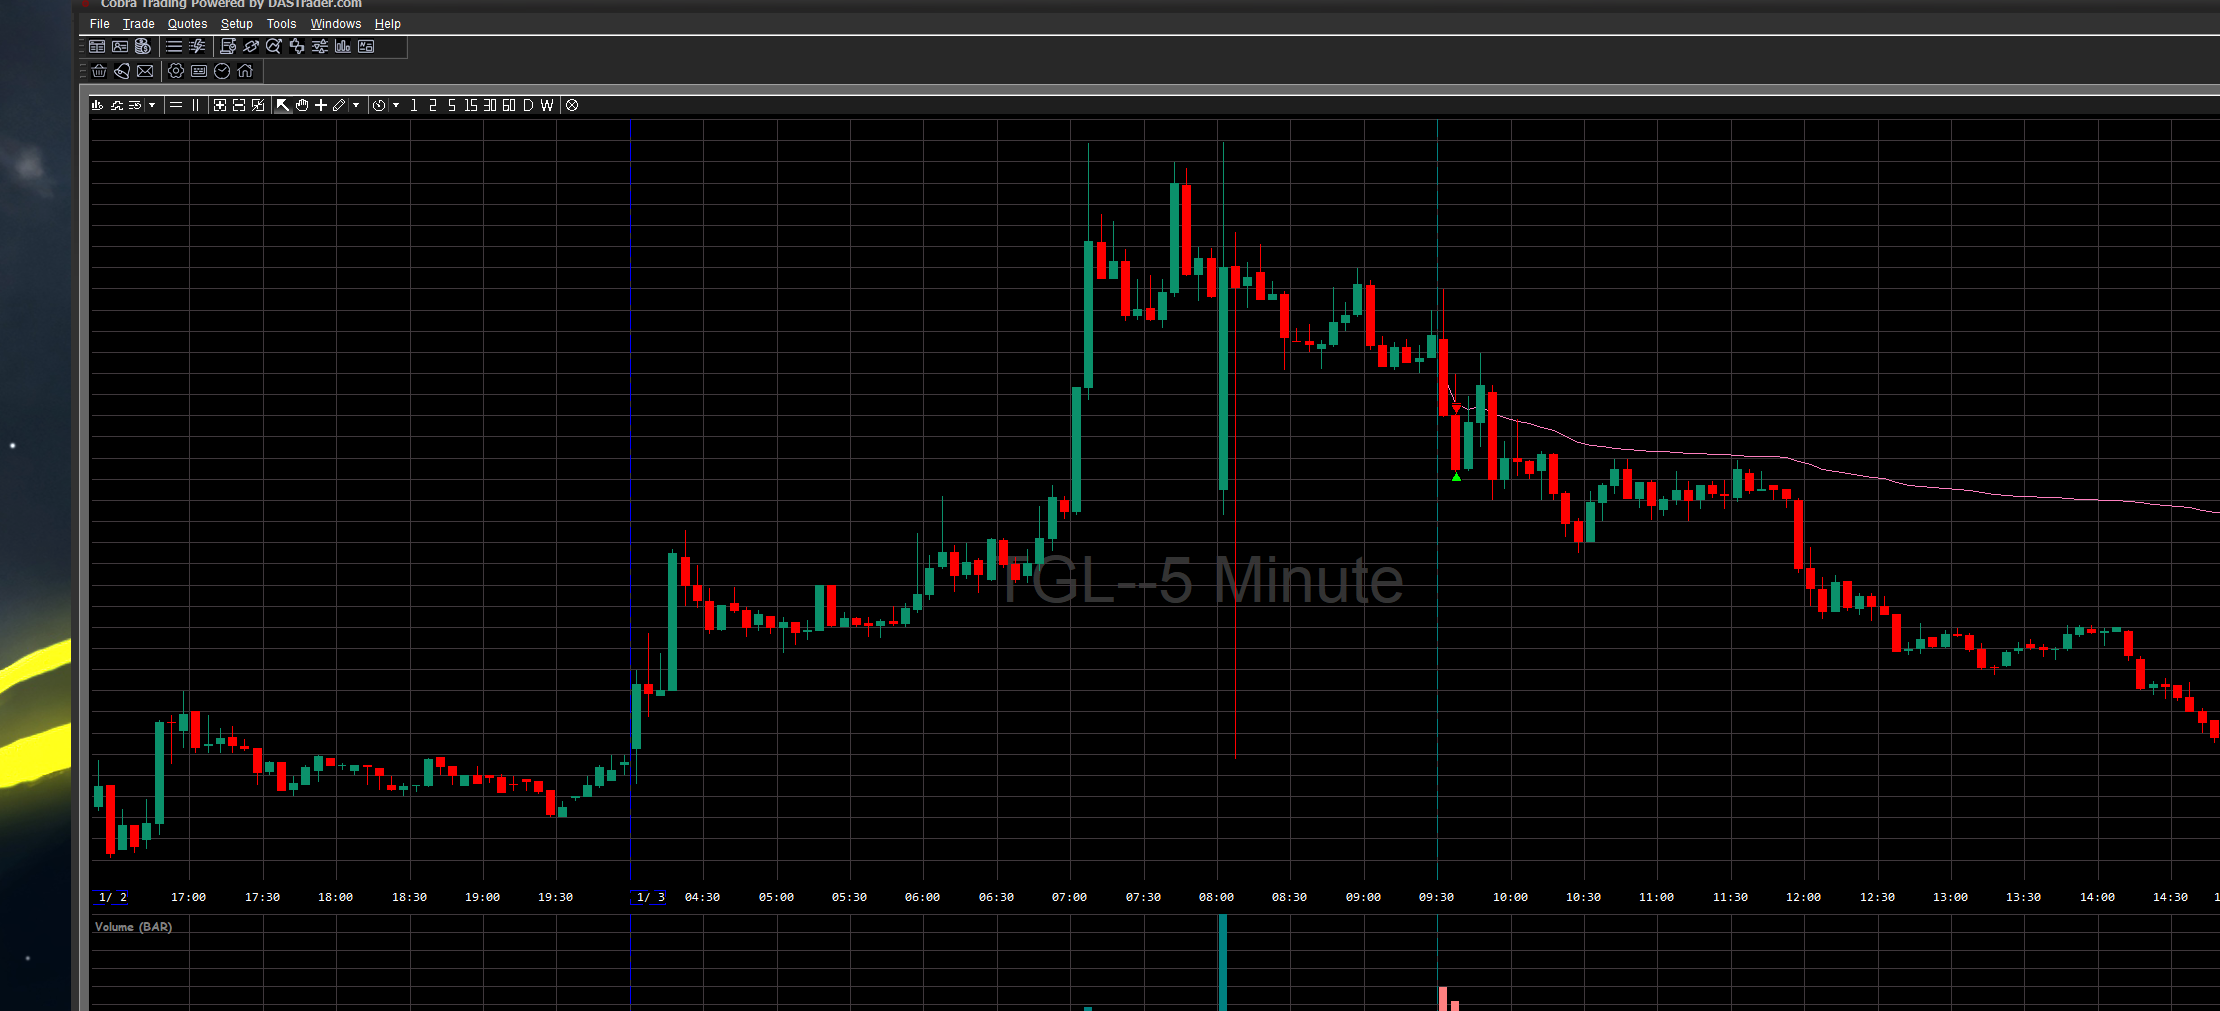 Cobra Trading Powered by DASTrader.com
File Trade Quotes Setup Tools Windows Help
1 2 5 15 30 60 D W
TGL--5 Minute
1/ 2 17:00 17:30 18:00 18:30 19:00 19:30 1/ 3 04:30 05:00 05:30 06:00 06:30 07:00 07:30 08:00 08:30 09:00 09:30 10:00 10:30 11:00 11:30 12:00 12:30 13:00 13:30 14:00 14:30
Volume (BAR)